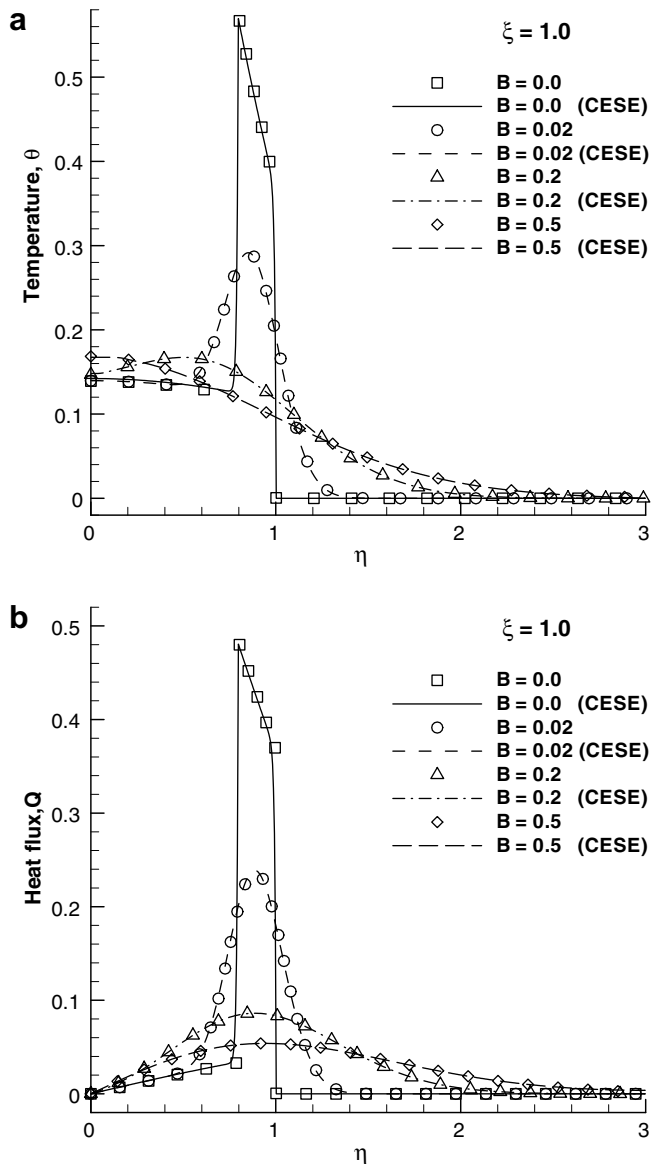 a
ξ = 1.0
B = 0.0
B = 0.0 (CESE)
B = 0.02
B = 0.02 (CESE)
B = 0.2
B = 0.2 (CESE)
B = 0.5
B = 0.5 (CESE)
Temperature, θ
0.5
0.4
0.3
0.2
0.1
0
0 1 2 3
η
b
ξ = 1.0
B = 0.0
B = 0.0 (CESE)
B = 0.02
B = 0.02 (CESE)
B = 0.2
B = 0.2 (CESE)
B = 0.5
B = 0.5 (CESE)
Heat flux,Q
0.5
0.4
0.3
0.2
0.1
0
0 1 2 3
η